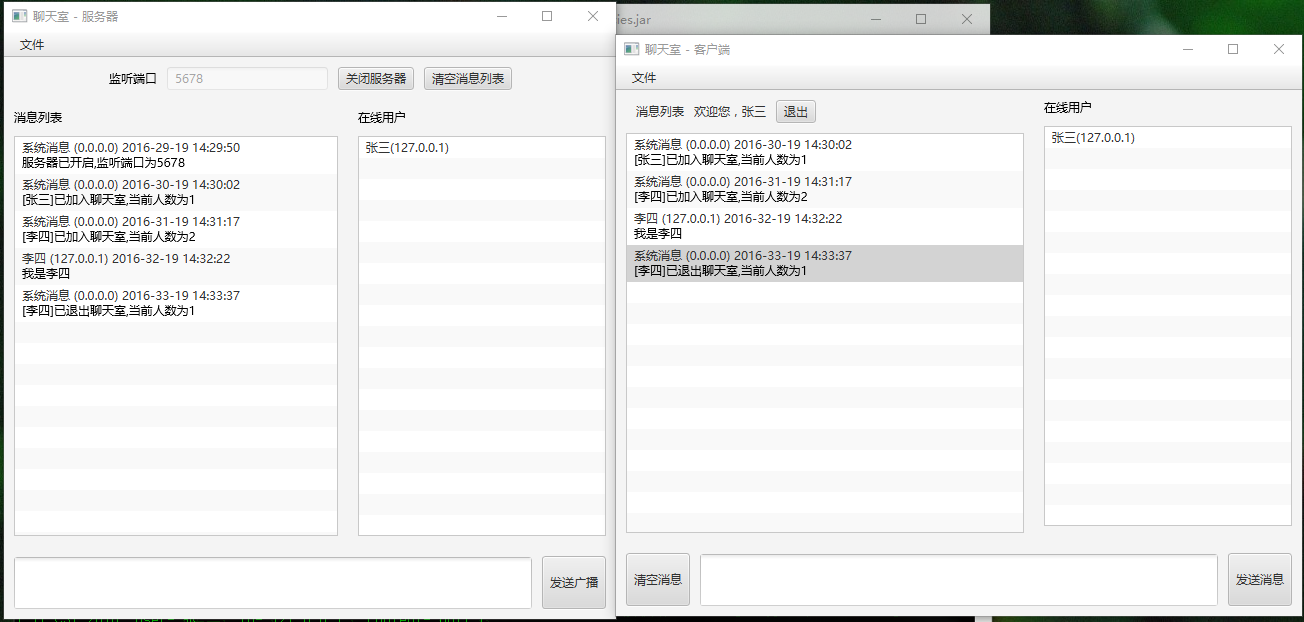 聊天室 - 服务器
文件
监听端口 5678 关闭服务器 清空消息列表
消息列表
系统消息 (0.0.0.0) 2016-29-19 14:29:50
服务器已开启,监听端口为5678
系统消息 (0.0.0.0) 2016-30-19 14:30:02
[张三]已加入聊天室,当前人数为1
系统消息 (0.0.0.0) 2016-31-19 14:31:17
[李四]已加入聊天室,当前人数为2
李四 (127.0.0.1) 2016-32-19 14:32:22
我是李四
系统消息 (0.0.0.0) 2016-33-19 14:33:37
[李四]已退出聊天室,当前人数为1
在线用户
张三(127.0.0.1)
发送广播
ies.jar
聊天室 - 客户端
文件
消息列表 欢迎您，张三 退出
系统消息 (0.0.0.0) 2016-30-19 14:30:02
[张三]已加入聊天室,当前人数为1
系统消息 (0.0.0.0) 2016-31-19 14:31:17
[李四]已加入聊天室,当前人数为2
李四 (127.0.0.1) 2016-32-19 14:32:22
我是李四
系统消息 (0.0.0.0) 2016-33-19 14:33:37
[李四]已退出聊天室,当前人数为1
在线用户
张三(127.0.0.1)
清空消息
发送消息